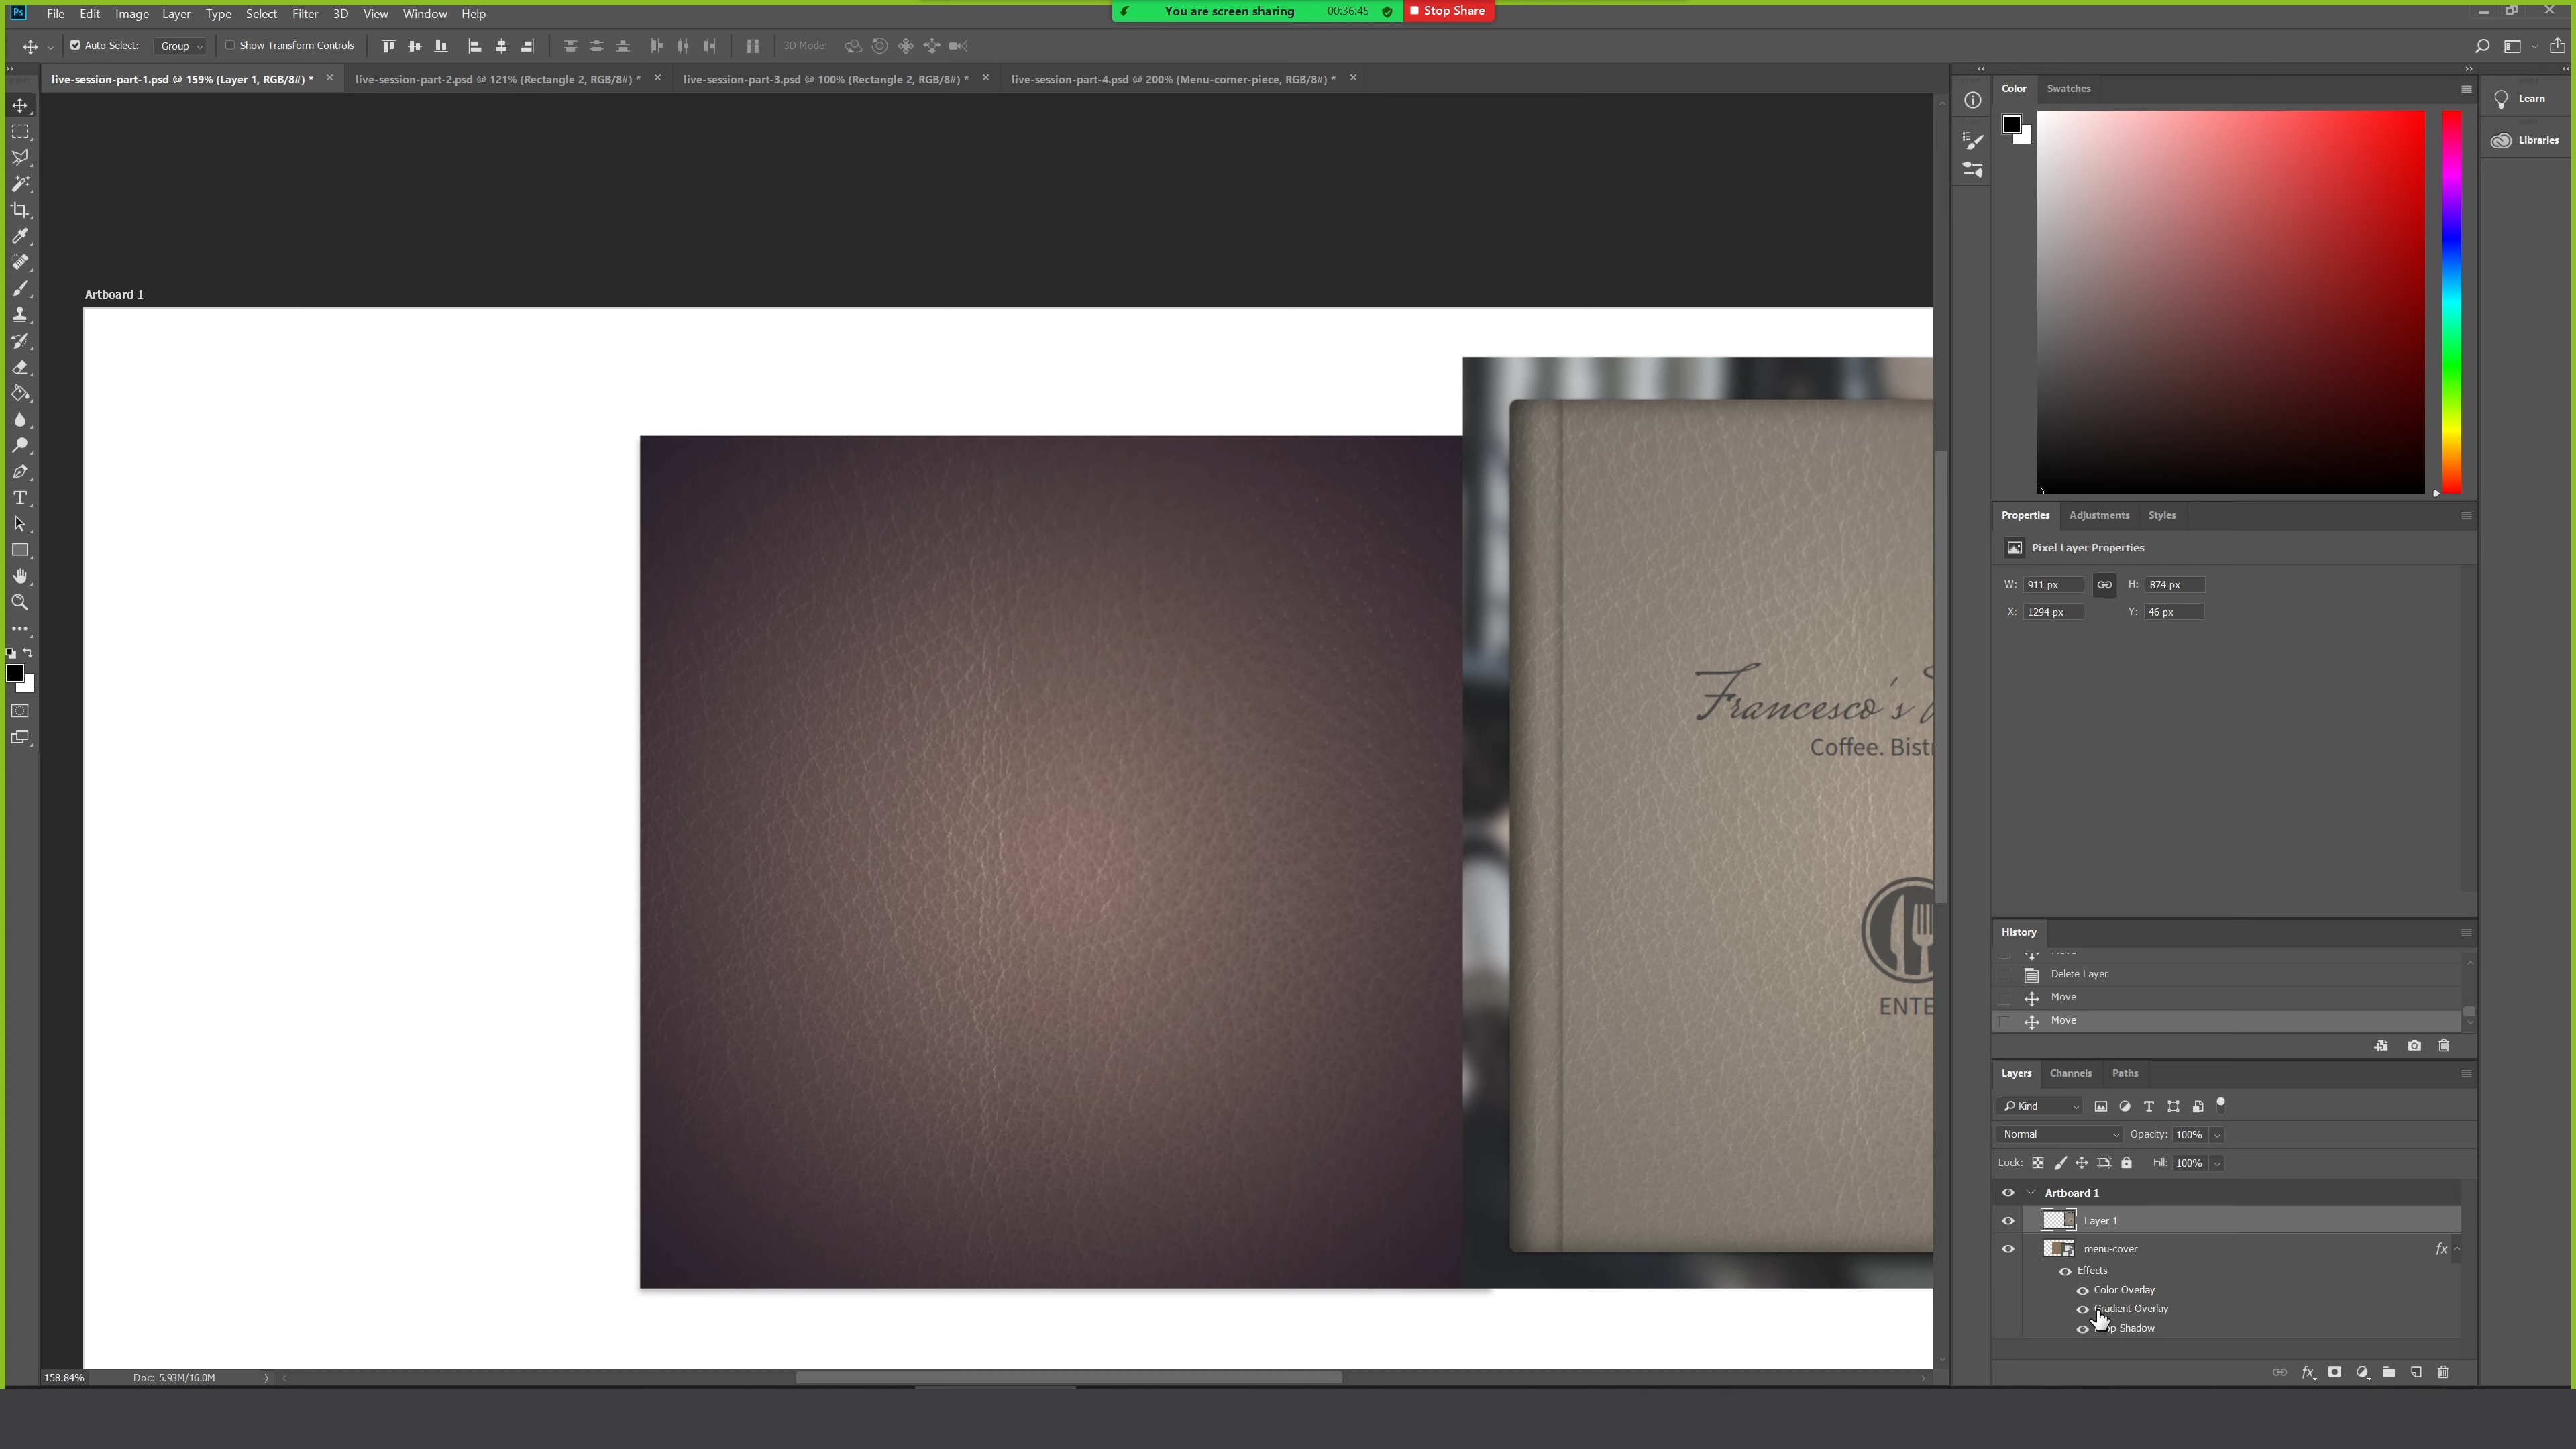 You are screen sharing 00:36:45 Stop Share
Ps File Edit Image Layer Type Select Filter 3D View Window Help
Auto-Select: Group Show Transform Controls 3D Mode:
live-session-part-1.psd @ 159% (Layer 1, RGB/8#) * live-session-part-2.psd @ 121% (Rectangle 2, RGB/8#) * live-session-part-3.psd @ 100% (Rectangle 2, RGB/8#) * live-session-part-4.psd @ 200% (Menu-corner-piece, RGB/8#) *
Artboard 1
Francesco's
Coffee. Bistr
ENTE
158.84% Doc: 5.93M/16.0M
Color Swatches
Learn
Libraries
Properties Adjustments Styles
Pixel Layer Properties
W: 911 px H: 874 px
X: 1294 px Y: 46 px
History
Delete Layer
Move
Move
Layers Channels Paths
Kind
Normal Opacity: 100%
Lock: Fill: 100%
Artboard 1
Layer 1
menu-cover fx
Effects
Color Overlay
Gradient Overlay
op Shadow
fx